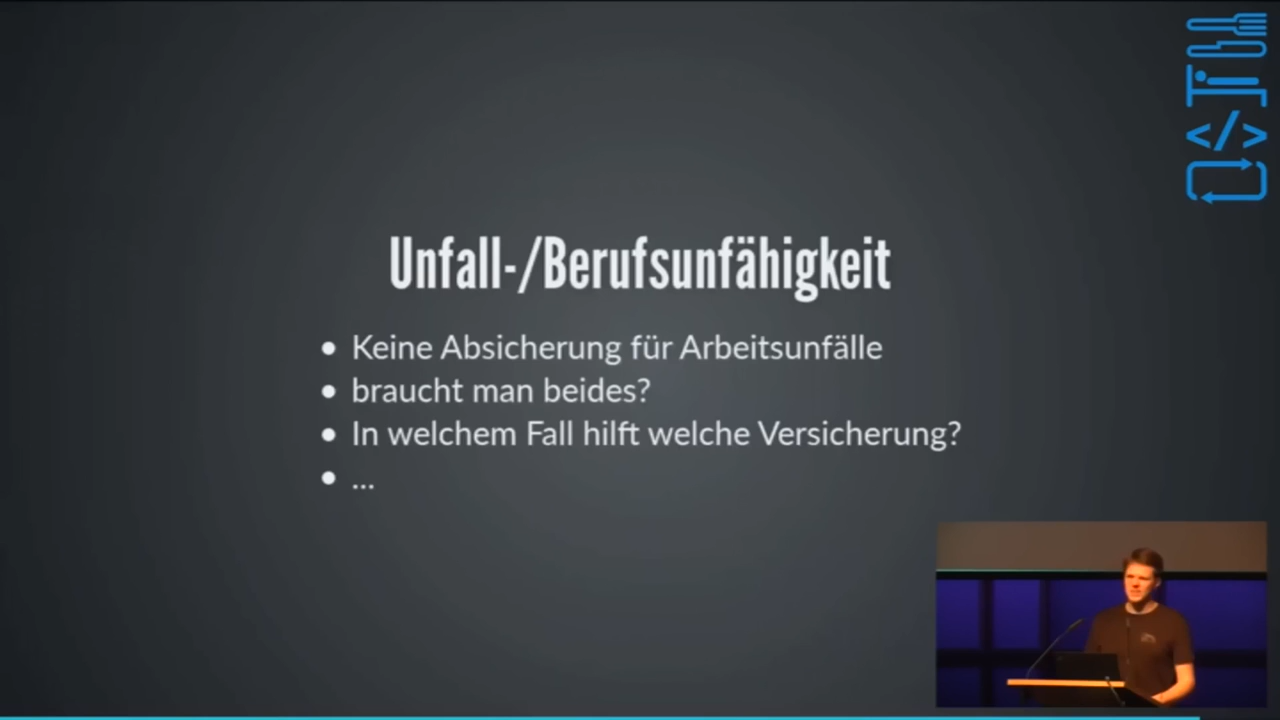 Unfall-/Berufsunfähigkeit
• Keine Absicherung für Arbeitsunfälle
• braucht man beides?
• In welchem Fall hilft welche Versicherung?
• ...